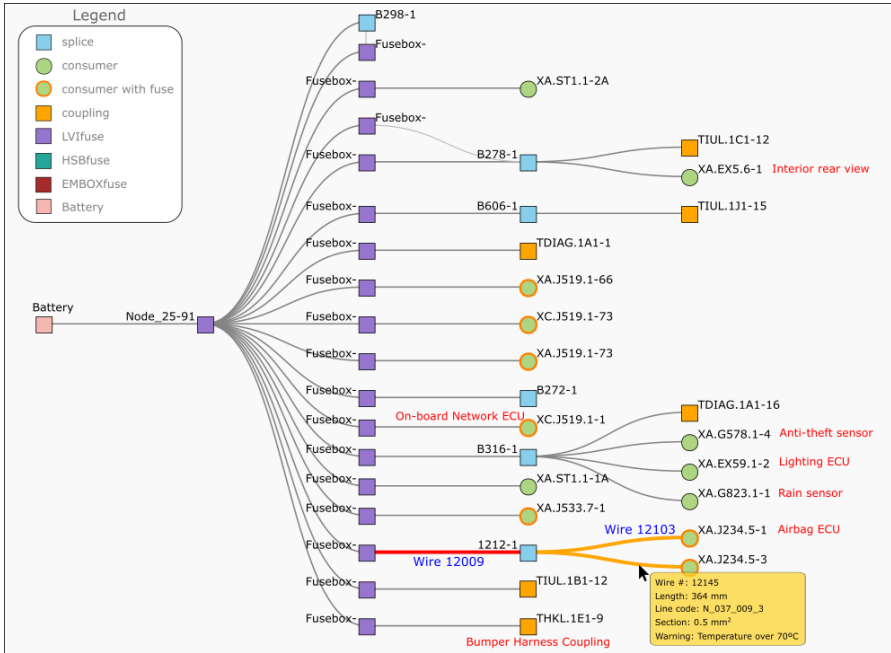 Legend
splice
consumer
consumer with fuse
coupling
LVIfuse
HSBfuse
EMBOXfuse
Battery
B298-1
Fusebox-
Fusebox-
XA.ST1.1-2A
Fusebox-
Fusebox-
B278-1
TIUL.1C1-12
XA.EX5.6-1 Interior rear view
Fusebox-
B606-1
TIUL.1J1-15
Fusebox-
TDIAG.1A1-1
Fusebox-
XA.J519.1-66
Battery
Node_25-91
Fusebox-
XC.J519.1-73
Fusebox-
XA.J519.1-73
Fusebox-
B272-1
Fusebox-
On-board Network ECU
XC.J519.1-1
TDIAG.1A1-16
XA.G578.1-4 Anti-theft sensor
Fusebox-
B316-1
XA.EX59.1-2 Lighting ECU
Fusebox-
XA.ST1.1-1A
XA.G823.1-1 Rain sensor
Fusebox-
XA.J533.7-1
Wire 12103
XA.J234.5-1 Airbag ECU
Fusebox-
Wire 12009
1212-1
XA.J234.5-3
Fusebox-
TIUL.1B1-12
Wire #: 12145
Length: 364 mm
Line code: N_037_009_3
Section: 0.5 mm²
Warning: Temperature over 70ºC
Fusebox-
THKL.1E1-9
Bumper Harness Coupling